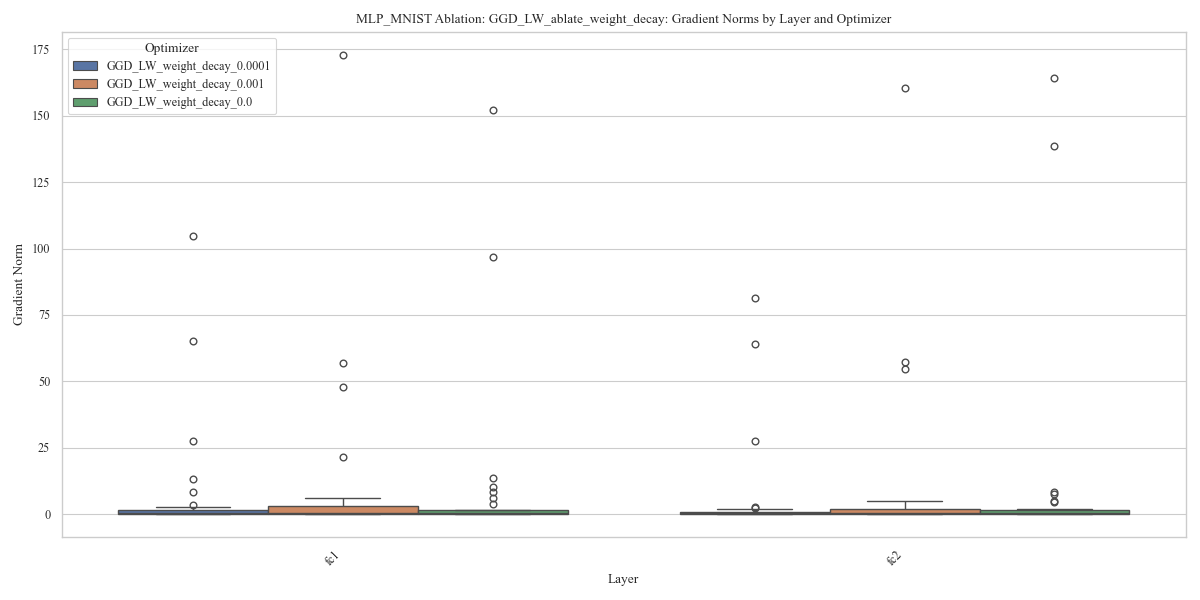 MLP_MNIST Ablation: GGD_LW_ablate_weight_decay: Gradient Norms by Layer and Optimizer
Optimizer
GGD_LW_weight_decay_0.0001
GGD_LW_weight_decay_0.001
GGD_LW_weight_decay_0.0
175
150
125
100
75
50
25
0
Gradient Norm
fc1
fc2
Layer